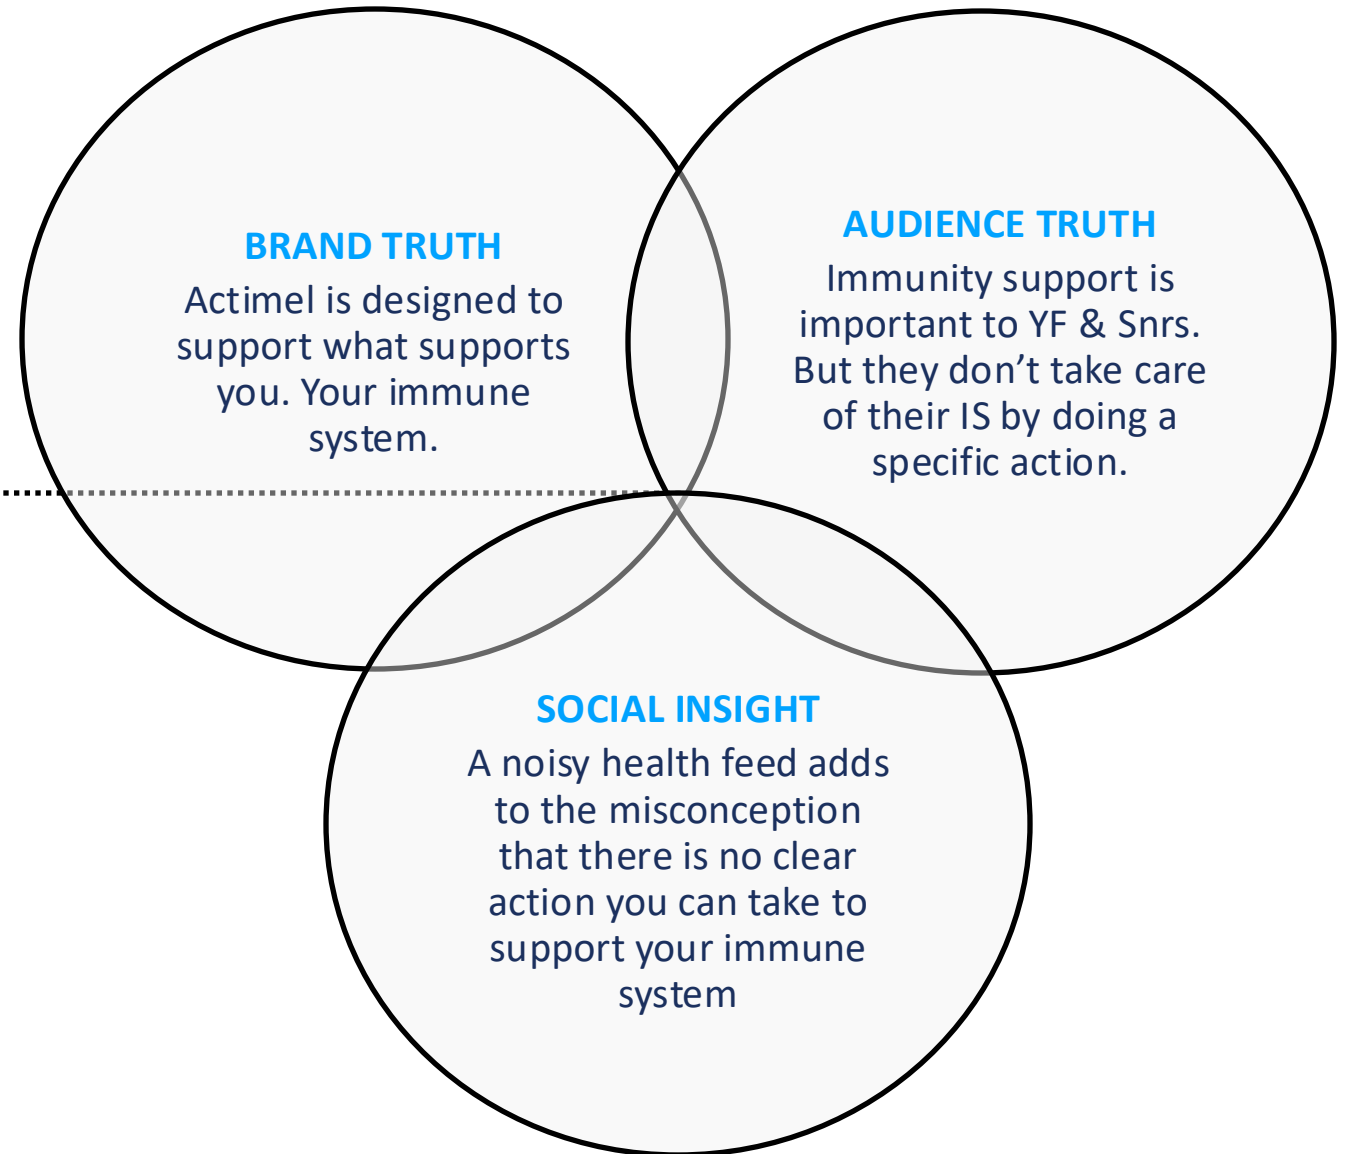 BRAND TRUTH
Actimel is designed to
support what supports
you. Your immune
system.
AUDIENCE TRUTH
Immunity support is
important to YF & Snrs.
But they don’t take care
of their IS by doing a
specific action.
SOCIAL INSIGHT
A noisy health feed adds
to the misconception
that there is no clear
action you can take to
support your immune
system